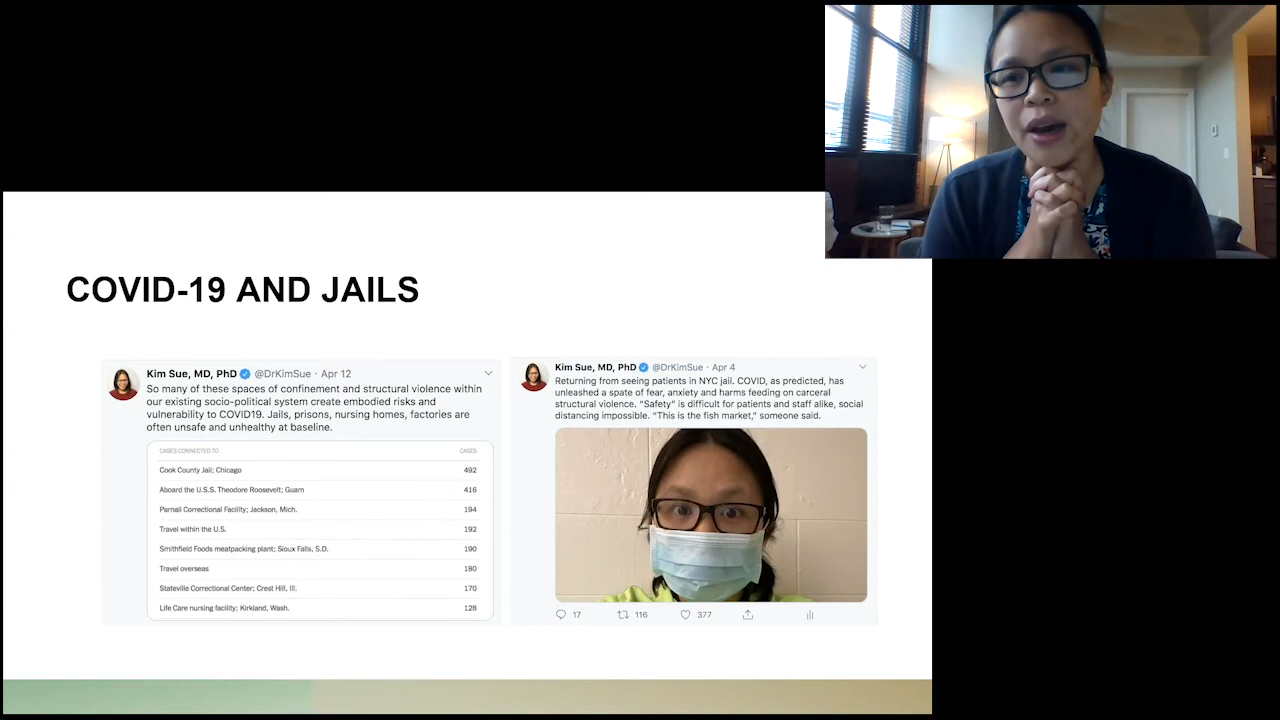 COVID-19 AND JAILS
Kim Sue, MD, PhD @DrKimSue · Apr 12
So many of these spaces of confinement and structural violence within
our existing socio-political system create embodied risks and
vulnerability to COVID19. Jails, prisons, nursing homes, factories are
often unsafe and unhealthy at baseline.
CASES CONNECTED TO CASES
Cook County Jail; Chicago 492
Aboard the U.S.S. Theodore Roosevelt; Guam 416
Parnall Correctional Facility; Jackson, Mich. 194
Travel within the U.S. 192
Smithfield Foods meatpacking plant; Sioux Falls, S.D. 190
Travel overseas 180
Stateville Correctional Center; Crest Hill, Ill. 170
Life Care nursing facility; Kirkland, Wash. 128
Kim Sue, MD, PhD @DrKimSue · Apr 4
Returning from seeing patients in NYC jail. COVID, as predicted, has
unleashed a spate of fear, anxiety and harms feeding on carceral
structural violence. “Safety” is difficult for patients and staff alike, social
distancing impossible. “This is the fish market,” someone said.
17 116 377